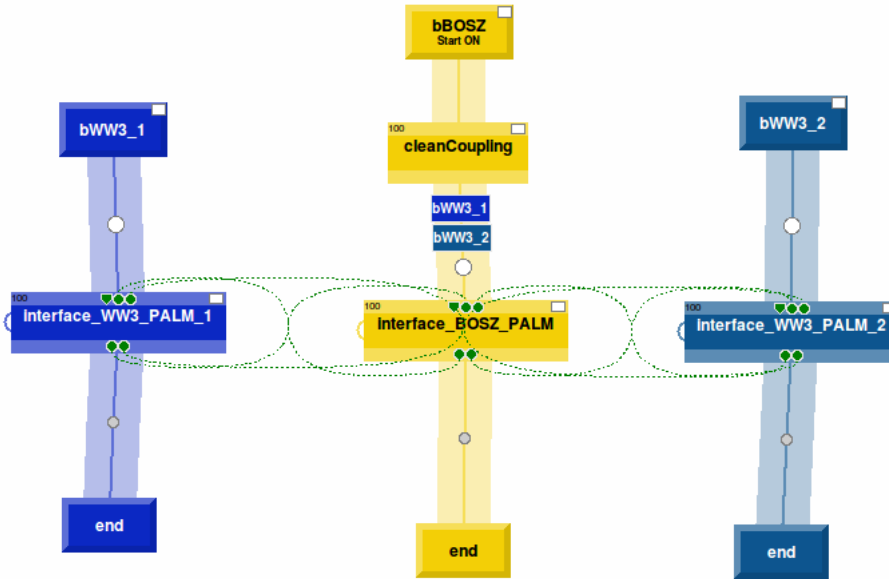 bBOSZ
Start ON
bWW3_1
bWW3_2
100
cleanCoupling
bWW3_1
bWW3_2
100
Interface_WW3_PALM_1
100
Interface_BOSZ_PALM
100
Interface_WW3_PALM_2
end
end
end